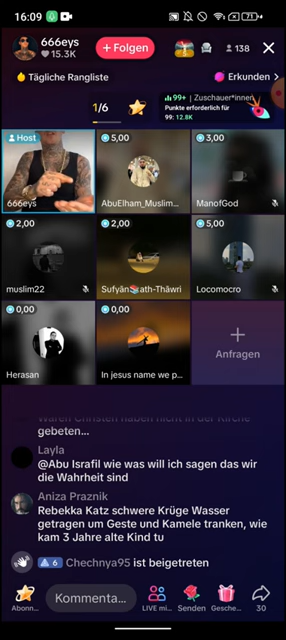 16:09
71
666eys
15.3K
+ Folgen
138
Tägliche Rangliste
Erkunden >
1/6
99+ | Zuschauer*innen
Punkte erforderlich für
99: 12.8K
Host
666eys
5,00
AbuElham_Muslim...
3,00
ManofGod
2,00
muslim22
2,00
Sufyân📚ath-Thâwri
5,00
Locomocro
0,00
Herasan
0,00
In jesus name we p...
+
Anfragen
Waren Christen haben nicht in der Kirche
gebeten...
Layla
@Abu Israfil wie was will ich sagen das wir
die Wahrheit sind
Aniza Praznik
Rebekka Katz schwere Krüge Wasser
getragen um Geste und Kamele tranken, wie
kam 3 Jahre alte Kind tu
6 Chechnya95 ist beigetreten
Abonn...
Kommenta...
LIVE mi...
Senden
Gesche...
30